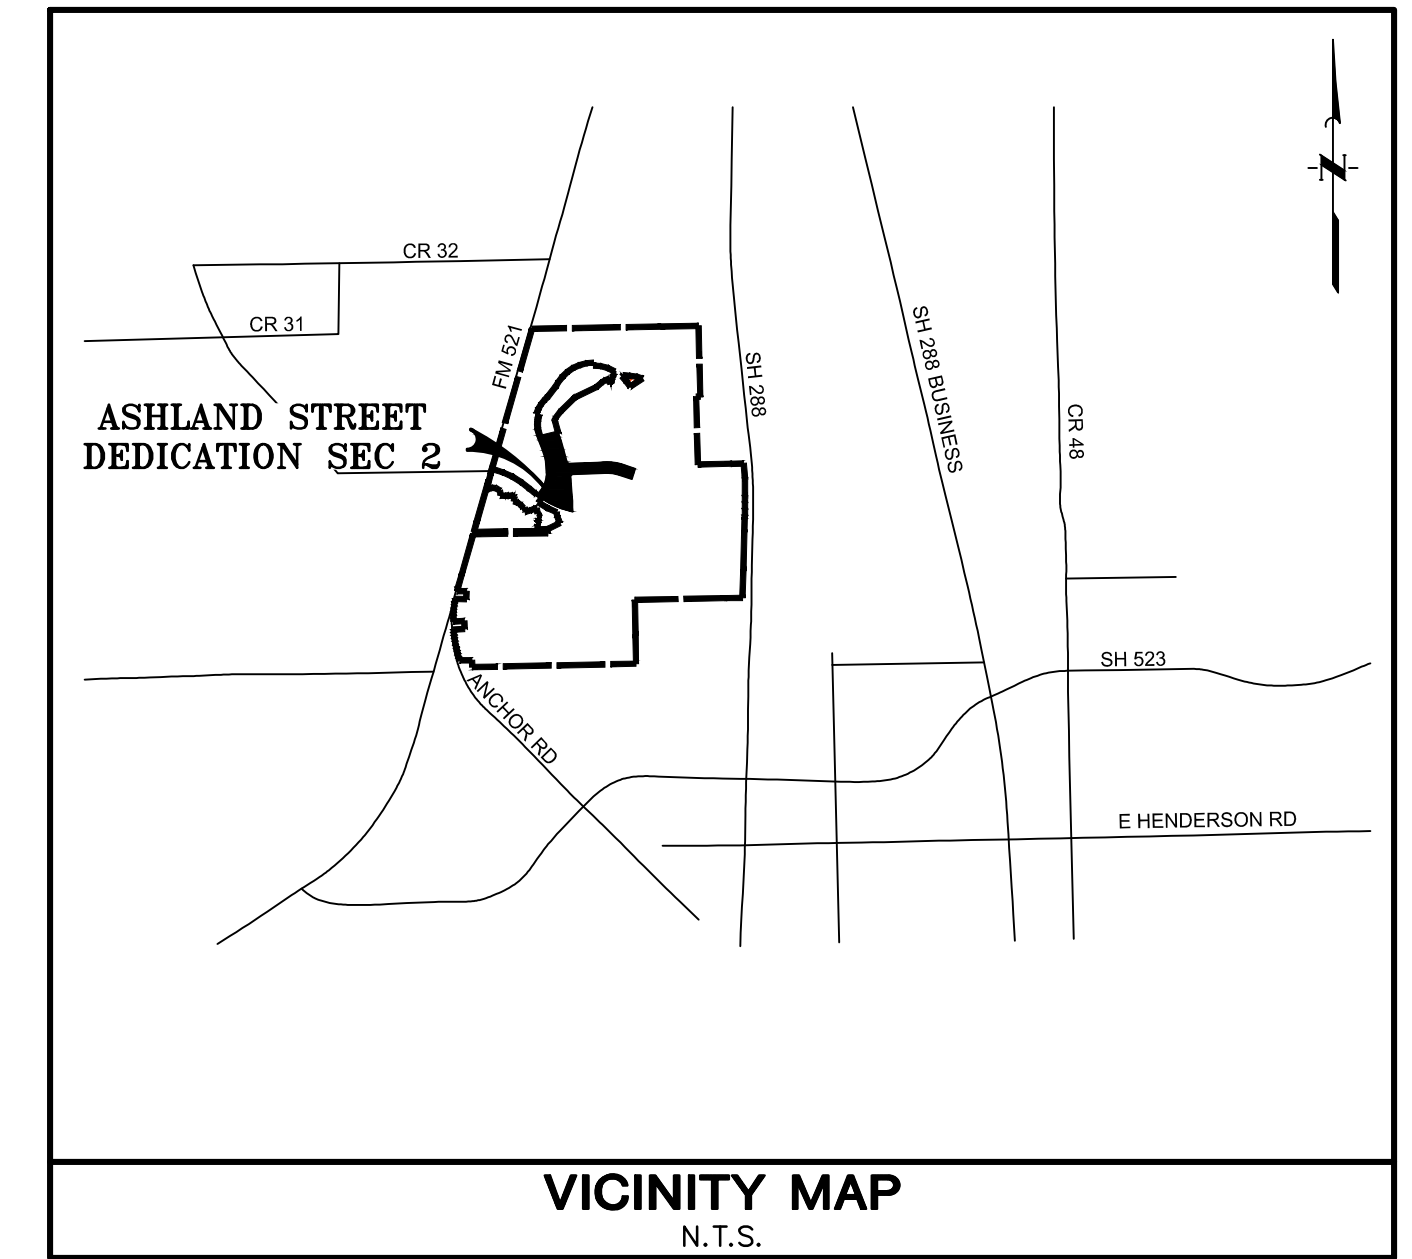 N
CR 32
CR 31
FM 521
SH 288
SH 288 BUSINESS
CR 48
ASHLAND STREET
DEDICATION SEC 2
SH 523
ANCHOR RD
E HENDERSON RD
VICINITY MAP
N.T.S.